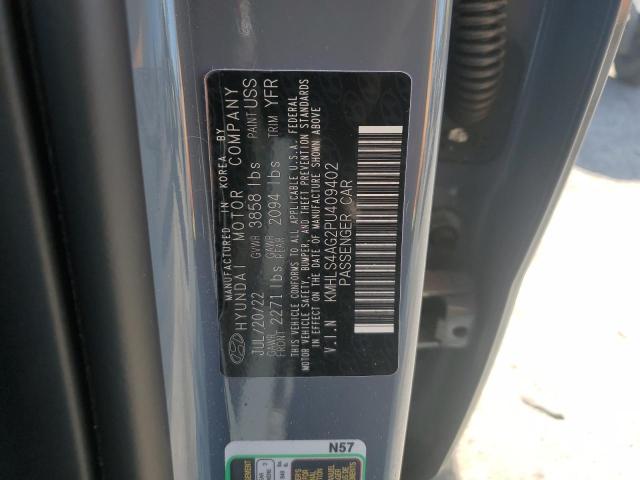 MANUFACTURED IN KOREA BY
HYUNDAI MOTOR COMPANY
PAINT USS
JUL/20/22
GVWR 3858 lbs
TRIM YFR
GAWR FRONT 2271 lbs
GAWR REAR 2094 lbs
THIS VEHICLE CONFORMS TO ALL APPLICABLE U.S.A. FEDERAL
MOTOR VEHICLE SAFETY, BUMPER, AND THEFT PREVENTION STANDARDS
IN EFFECT ON THE DATE OF MANUFACTURE SHOWN ABOVE
V.I.N KMHLS4AG2PU409402
PASSENGER CAR
N57